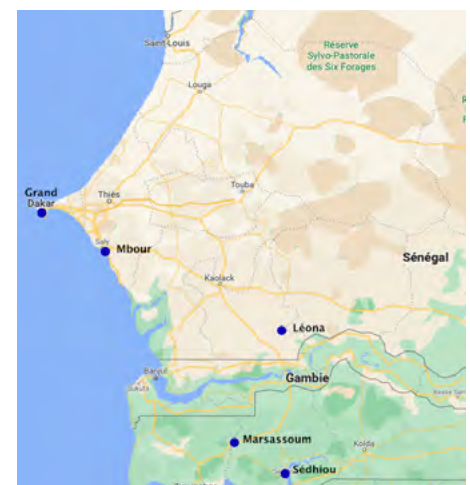 Saint-Louis
Réserve
Sylvo-Pastorale
des Six Forages
Louga
Grand
Dakar
Thiès
Touba
Saly
Mbour
Kaolack
Sénégal
Léona
Banjul
Gambie
Sukuta
Marsassoum
Kolda
Sédhiou